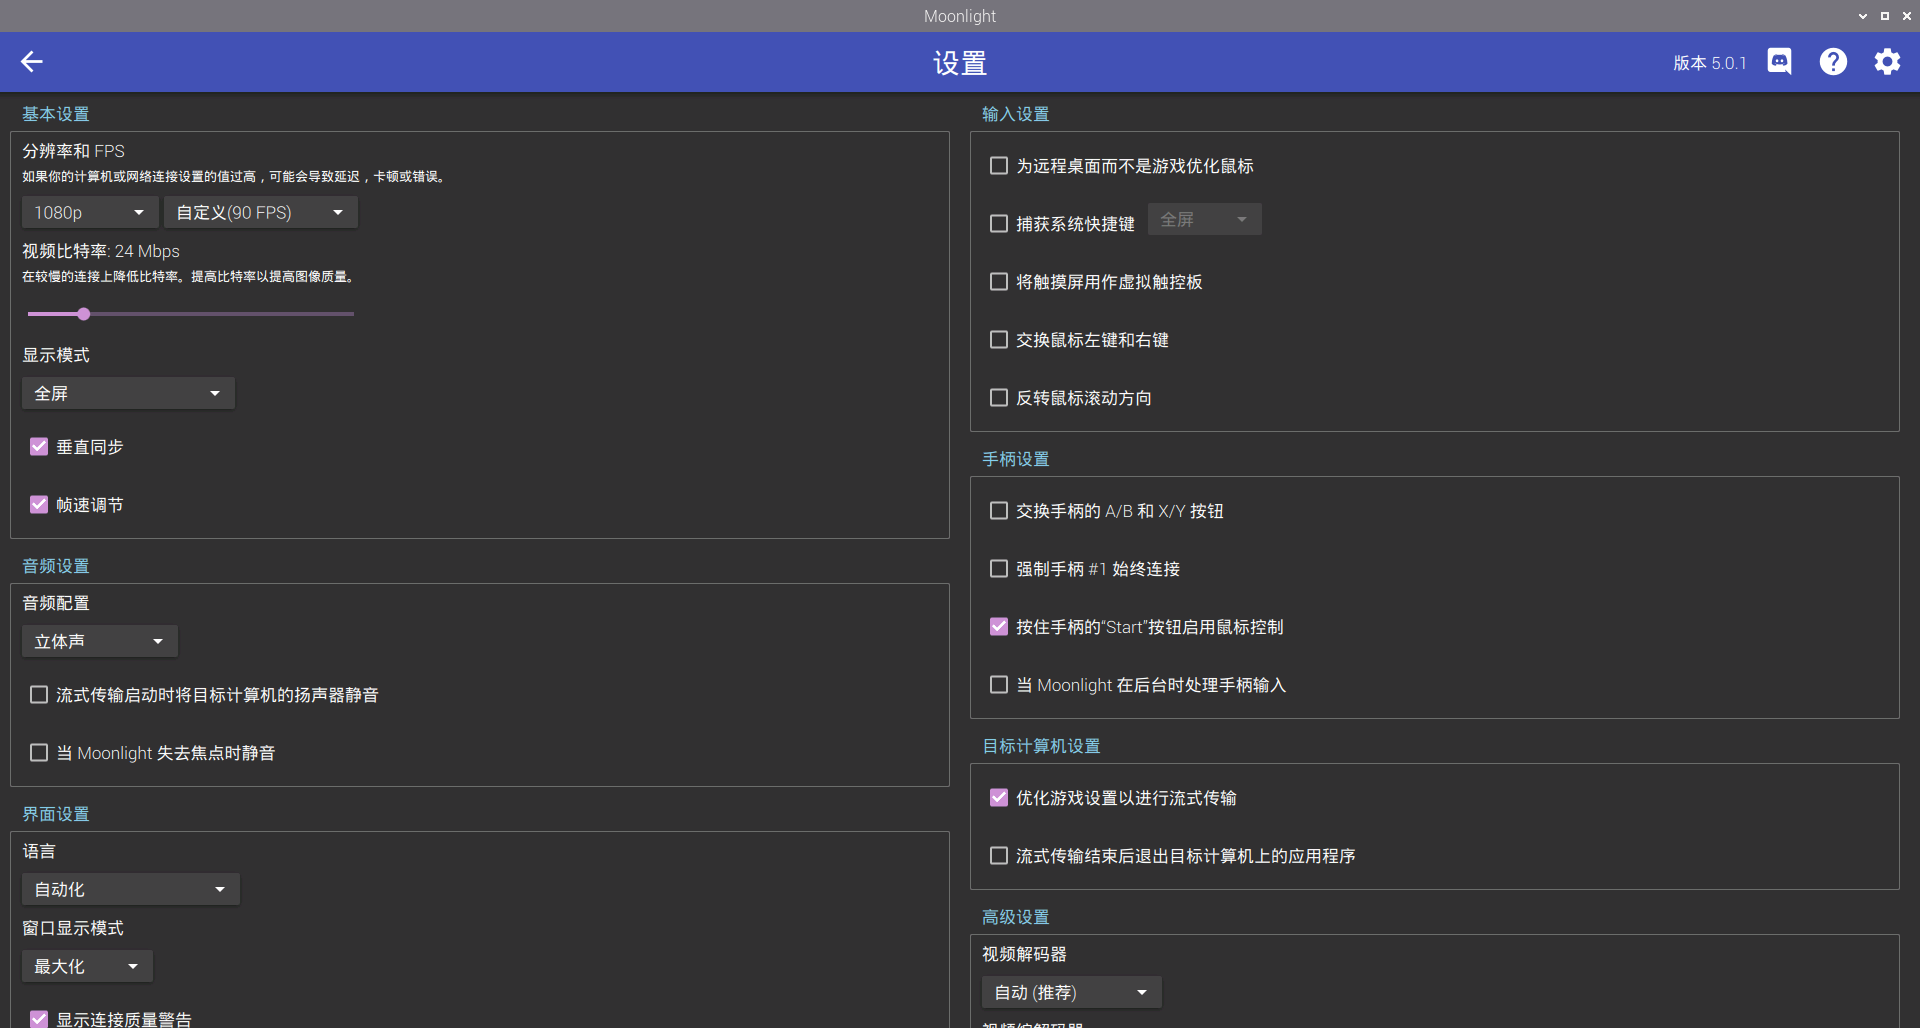 Moonlight
设置
版本 5.0.1
基本设置
分辨率和 FPS
如果你的计算机或网络连接设置的值过高，可能会导致延迟，卡顿或错误。
1080p
自定义(90 FPS)
视频比特率: 24 Mbps
在较慢的连接上降低比特率。提高比特率以提高图像质量。
显示模式
全屏
垂直同步
帧速调节
音频设置
音频配置
立体声
流式传输启动时将目标计算机的扬声器静音
当 Moonlight 失去焦点时静音
界面设置
语言
自动化
窗口显示模式
最大化
显示连接质量警告
输入设置
为远程桌面而不是游戏优化鼠标
捕获系统快捷键
全屏
将触摸屏用作虚拟触控板
交换鼠标左键和右键
反转鼠标滚动方向
手柄设置
交换手柄的 A/B 和 X/Y 按钮
强制手柄 #1 始终连接
按住手柄的“Start”按钮启用鼠标控制
当 Moonlight 在后台时处理手柄输入
目标计算机设置
优化游戏设置以进行流式传输
流式传输结束后退出目标计算机上的应用程序
高级设置
视频解码器
自动 (推荐)
视频编解码器